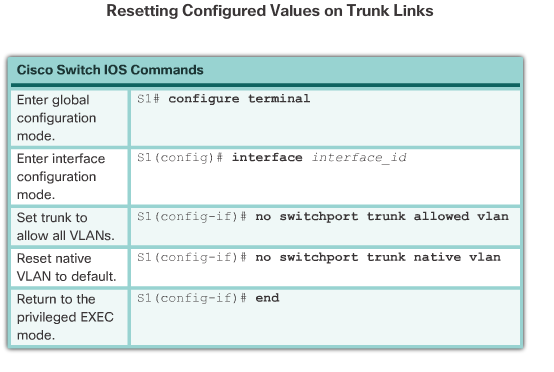 Resetting Configured Values on Trunk Links
Cisco Switch IOS Commands
Enter global
configuration
mode.
S1# configure terminal
Enter interface
configuration
mode.
S1(config)# interface interface_id
Set trunk to
allow all VLANs.
S1(config-if)# no switchport trunk allowed vlan
Reset native
VLAN to default.
S1(config-if)# no switchport trunk native vlan
Return to the
privileged EXEC
mode.
S1(config-if)# end